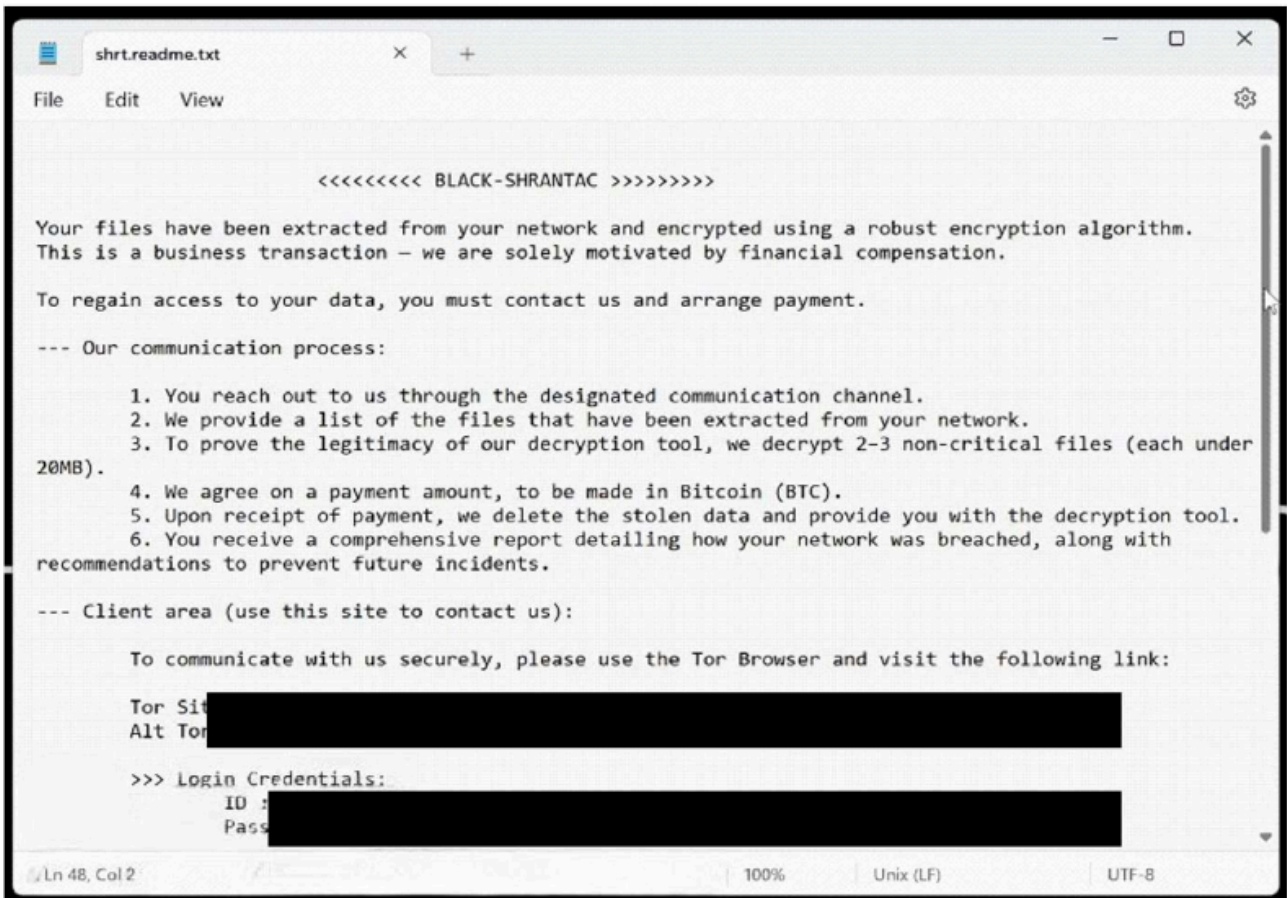 shrt.readme.txt
File Edit View
<<<<<<<<< BLACK-SHRANTAC >>>>>>>>>
Your files have been extracted from your network and encrypted using a robust encryption algorithm.
This is a business transaction — we are solely motivated by financial compensation.
To regain access to your data, you must contact us and arrange payment.
--- Our communication process:
1. You reach out to us through the designated communication channel.
2. We provide a list of the files that have been extracted from your network.
3. To prove the legitimacy of our decryption tool, we decrypt 2–3 non-critical files (each under
20MB).
4. We agree on a payment amount, to be made in Bitcoin (BTC).
5. Upon receipt of payment, we delete the stolen data and provide you with the decryption tool.
6. You receive a comprehensive report detailing how your network was breached, along with
recommendations to prevent future incidents.
--- Client area (use this site to contact us):
To communicate with us securely, please use the Tor Browser and visit the following link:
Tor Sit
Alt Tor
>>> Login Credentials:
ID :
Pass
Ln 48, Col 2 100% Unix (LF) UTF-8